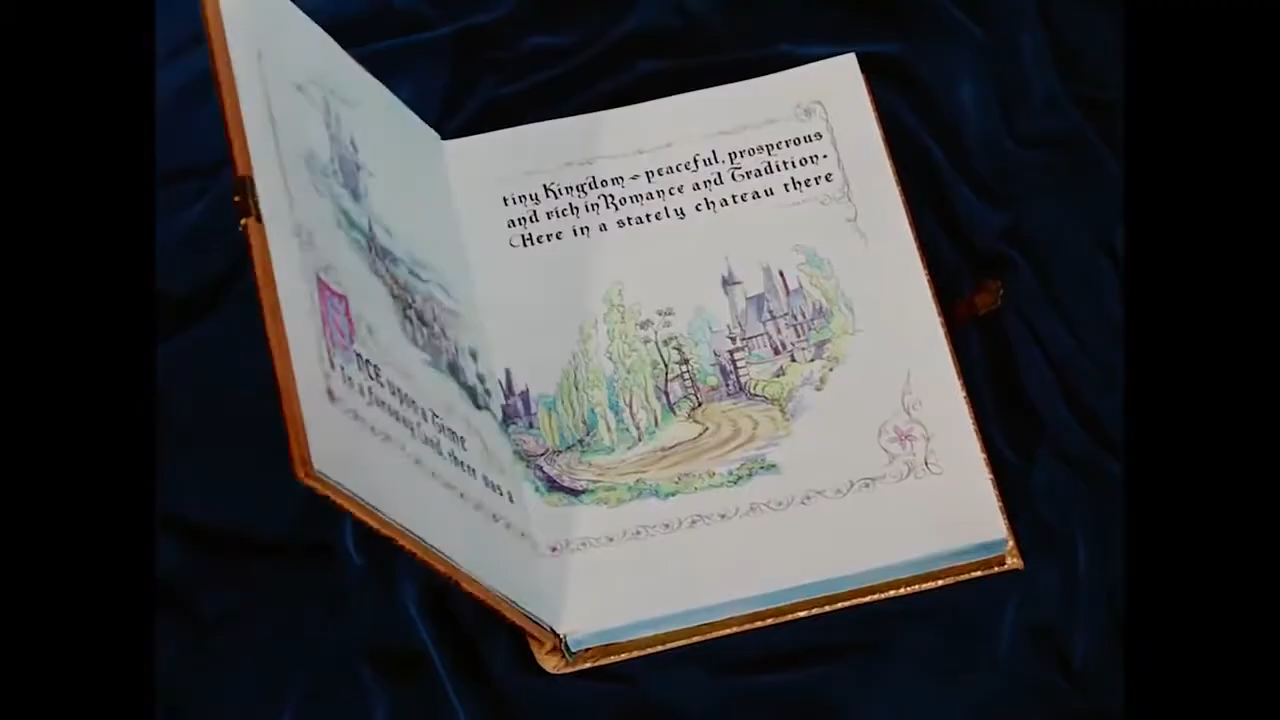 ONCE upon a Time
in a faraway land, there was a
tiny Kingdom = peaceful, prosperous
and rich in Romance and Tradition.
Here in a stately chateau there